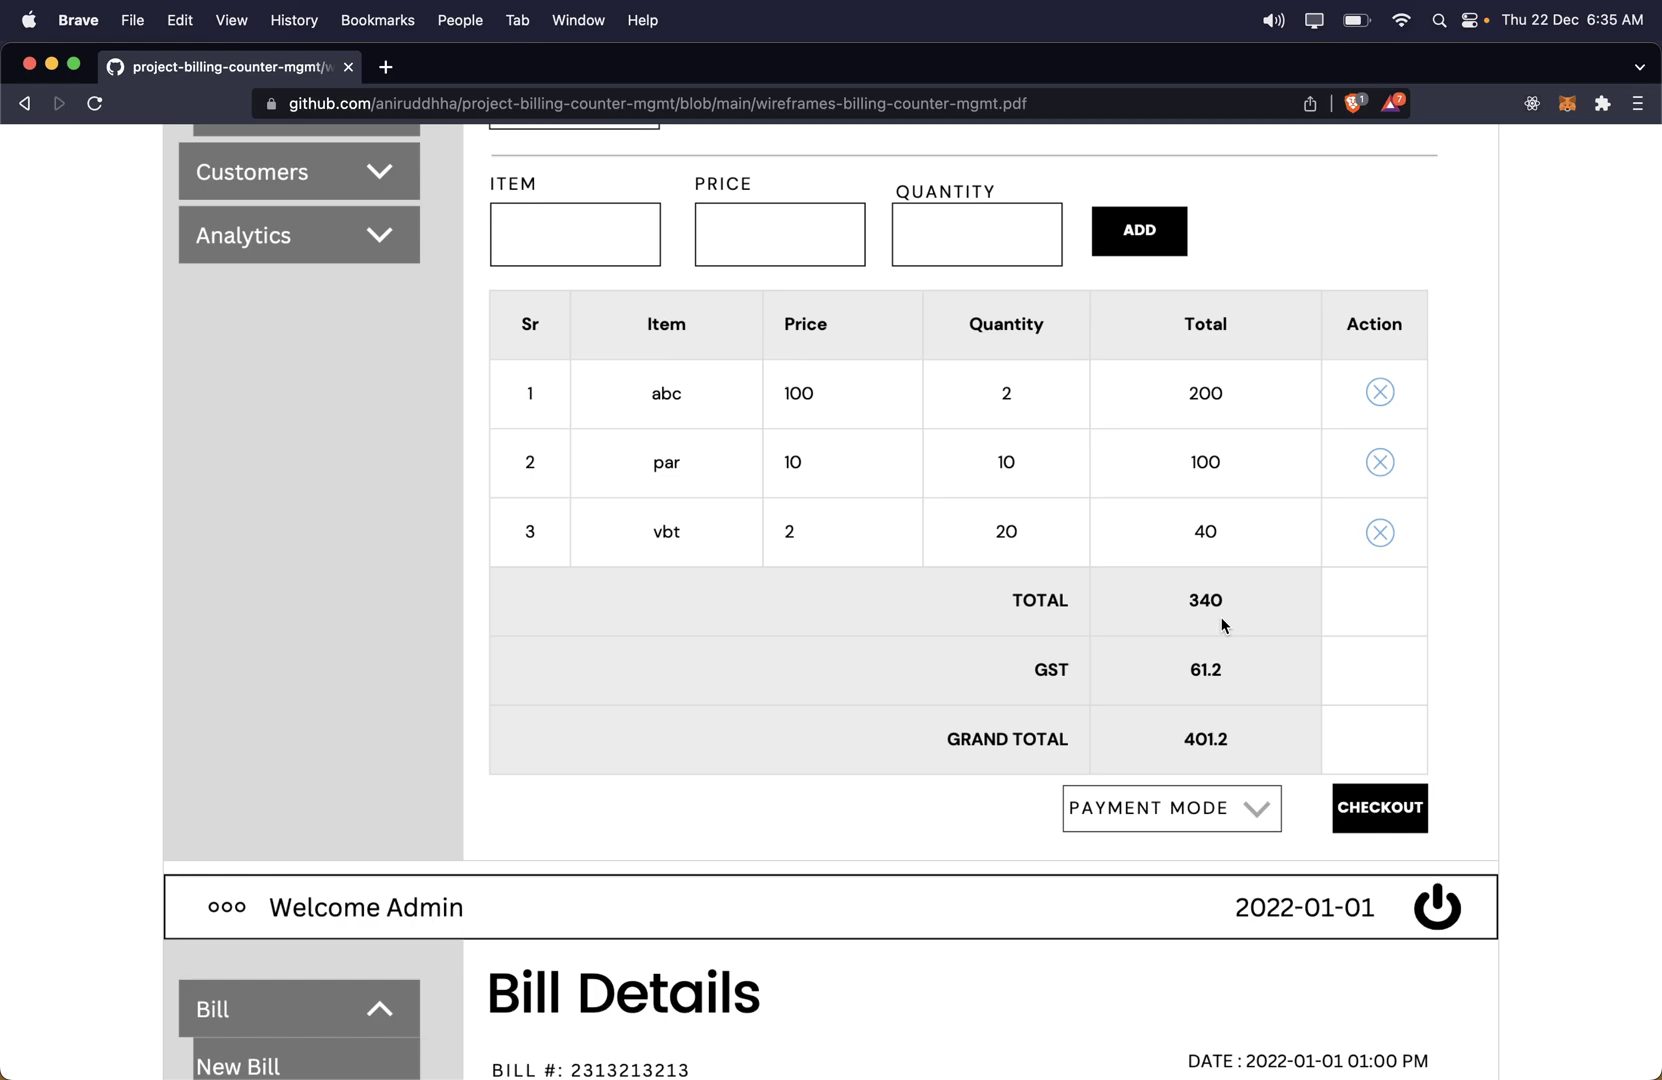 Brave File Edit View History Bookmarks People Tab Window Help Thu 22 Dec 6:35 AM
project-billing-counter-mgmt/w
github.com/aniruddhha/project-billing-counter-mgmt/blob/main/wireframes-billing-counter-mgmt.pdf 1 7
Customers
Analytics
ITEM PRICE QUANTITY
ADD
Sr Item Price Quantity Total Action
1 abc 100 2 200
2 par 10 10 100
3 vbt 2 20 40
TOTAL 340
GST 61.2
GRAND TOTAL 401.2
PAYMENT MODE CHECKOUT
Welcome Admin 2022-01-01
Bill
New Bill
Bill Details
BILL #: 2313213213 DATE : 2022-01-01 01:00 PM